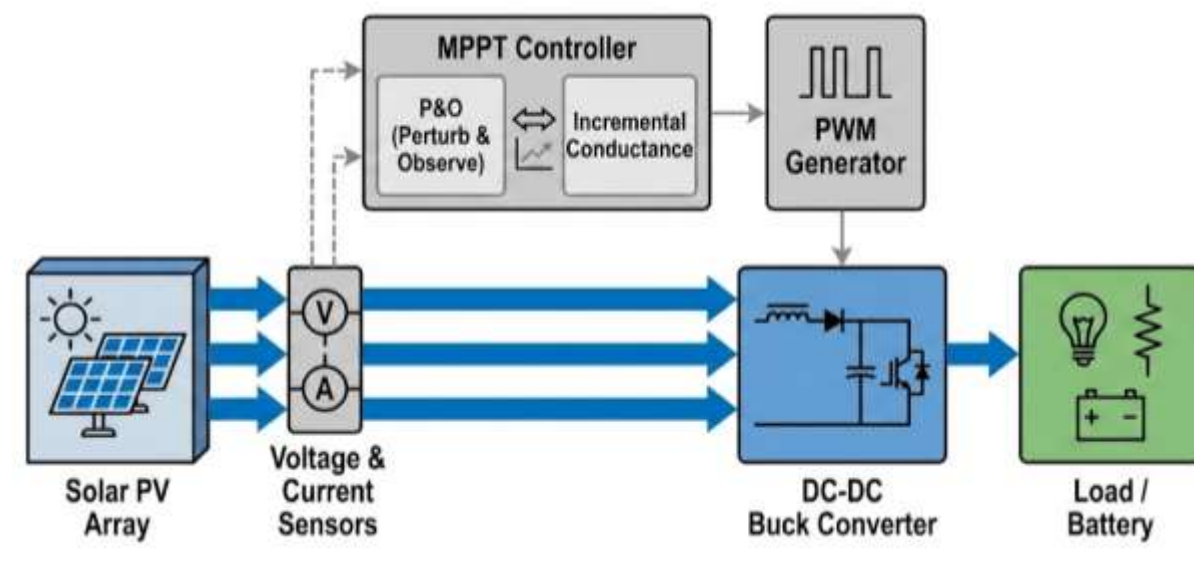 MPPT Controller
P&O
(Perturb &
Observe)
Incremental
Conductance
PWM
Generator
V
A
+ -
Solar PV
Array
Voltage &
Current
Sensors
DC-DC
Buck Converter
Load /
Battery